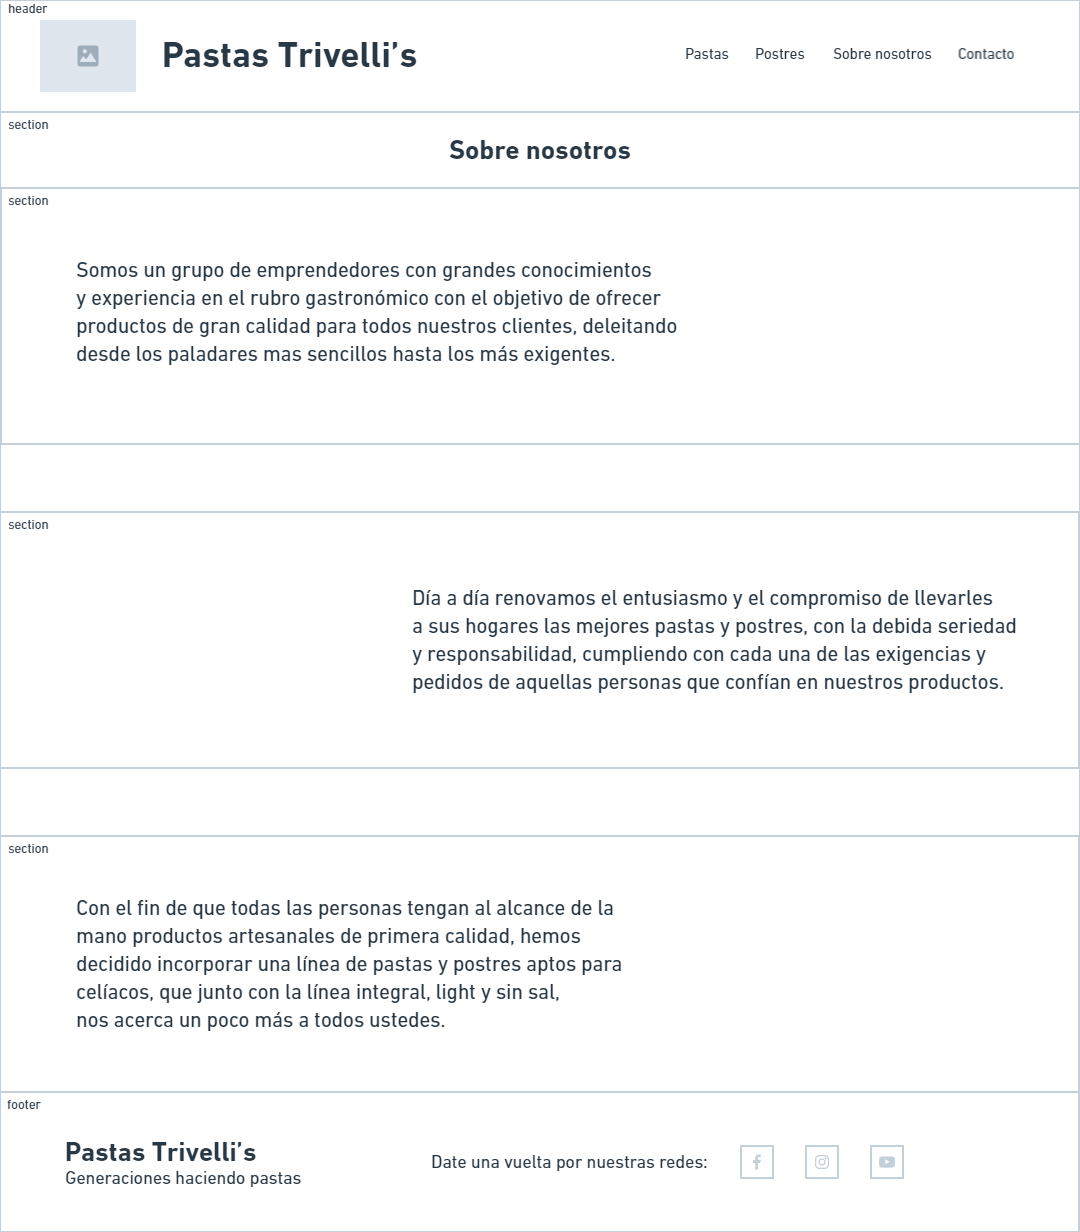 header
Pastas Trivelli’s
Pastas Postres Sobre nosotros Contacto
section
Sobre nosotros
section
Somos un grupo de emprendedores con grandes conocimientos
y experiencia en el rubro gastronómico con el objetivo de ofrecer
productos de gran calidad para todos nuestros clientes, deleitando
desde los paladares mas sencillos hasta los más exigentes.
section
Día a día renovamos el entusiasmo y el compromiso de llevarles
a sus hogares las mejores pastas y postres, con la debida seriedad
y responsabilidad, cumpliendo con cada una de las exigencias y
pedidos de aquellas personas que confían en nuestros productos.
section
Con el fin de que todas las personas tengan al alcance de la
mano productos artesanales de primera calidad, hemos
decidido incorporar una línea de pastas y postres aptos para
celíacos, que junto con la línea integral, light y sin sal,
nos acerca un poco más a todos ustedes.
footer
Pastas Trivelli’s
Generaciones haciendo pastas
Date una vuelta por nuestras redes: